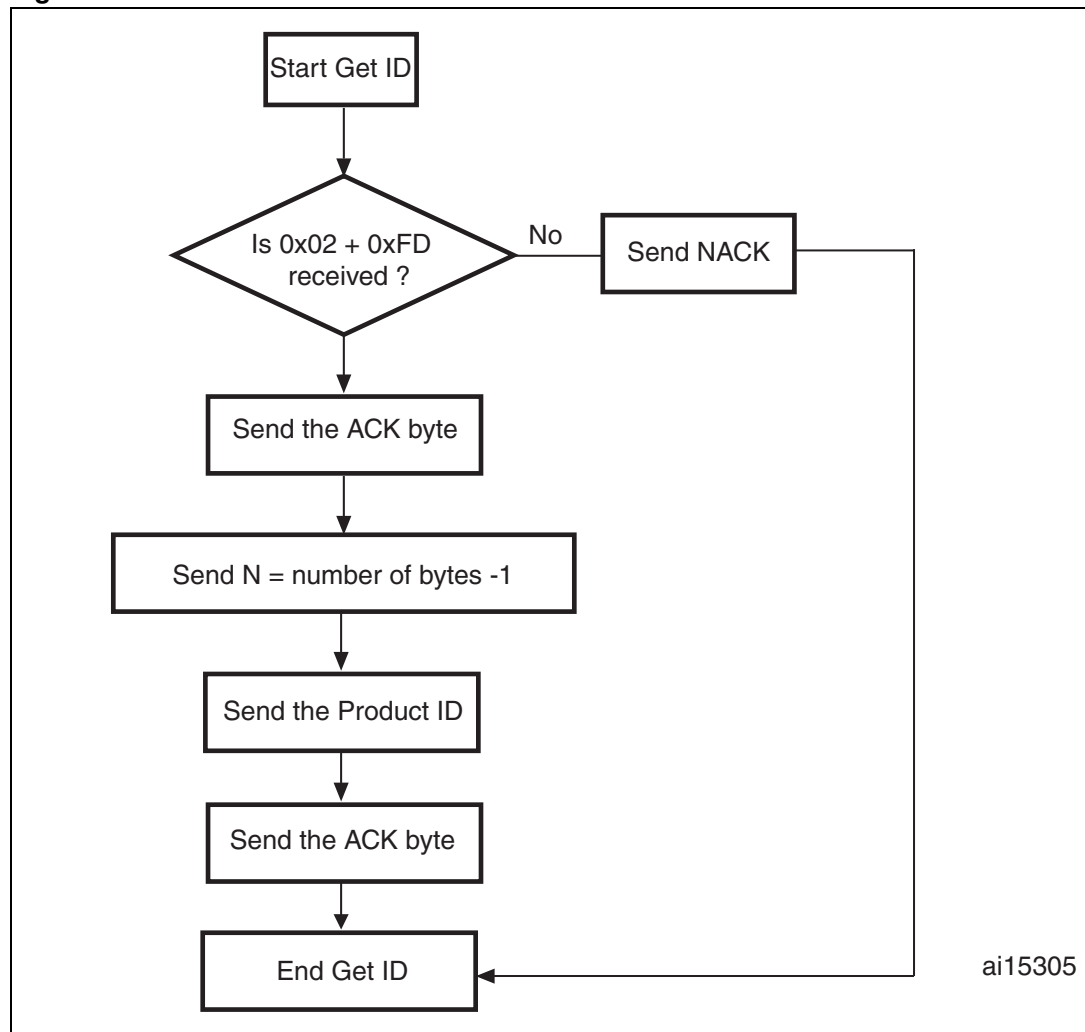 Start Get ID
Is 0x02 + 0xFD
received ?
No
Send NACK
Send the ACK byte
Send N = number of bytes -1
Send the Product ID
Send the ACK byte
End Get ID
ai15305